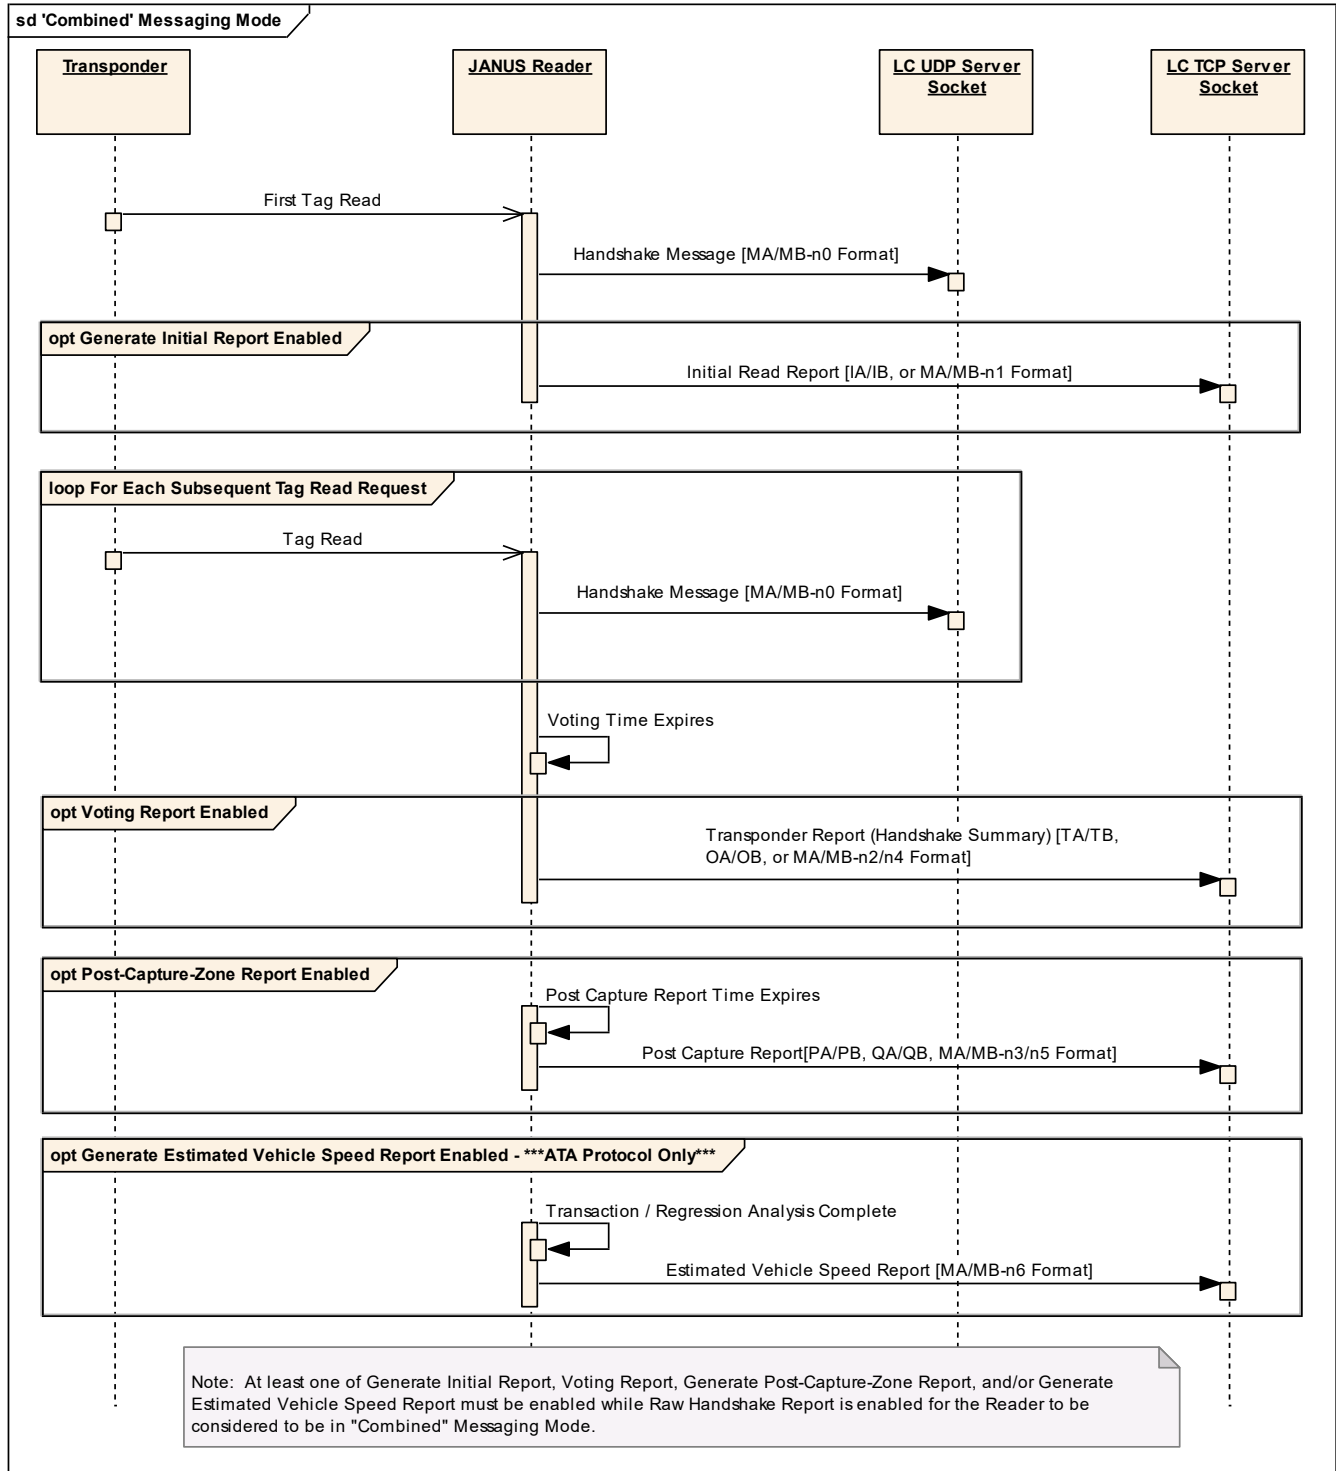 sd 'Combined' Messaging Mode
Transponder
JANUS Reader
LC UDP Server
Socket
LC TCP Server
Socket
First Tag Read
Handshake Message [MA/MB-n0 Format]
opt Generate Initial Report Enabled
Initial Read Report [IA/IB, or MA/MB-n1 Format]
loop For Each Subsequent Tag Read Request
Tag Read
Handshake Message [MA/MB-n0 Format]
Voting Time Expires
opt Voting Report Enabled
Transponder Report (Handshake Summary) [TA/TB,
OA/OB, or MA/MB-n2/n4 Format]
opt Post-Capture-Zone Report Enabled
Post Capture Report Time Expires
Post Capture Report[PA/PB, QA/QB, MA/MB-n3/n5 Format]
opt Generate Estimated Vehicle Speed Report Enabled - ***ATA Protocol Only***
Transaction / Regression Analysis Complete
Estimated Vehicle Speed Report [MA/MB-n6 Format]
Note: At least one of Generate Initial Report, Voting Report, Generate Post-Capture-Zone Report, and/or Generate
Estimated Vehicle Speed Report must be enabled while Raw Handshake Report is enabled for the Reader to be
considered to be in "Combined" Messaging Mode.